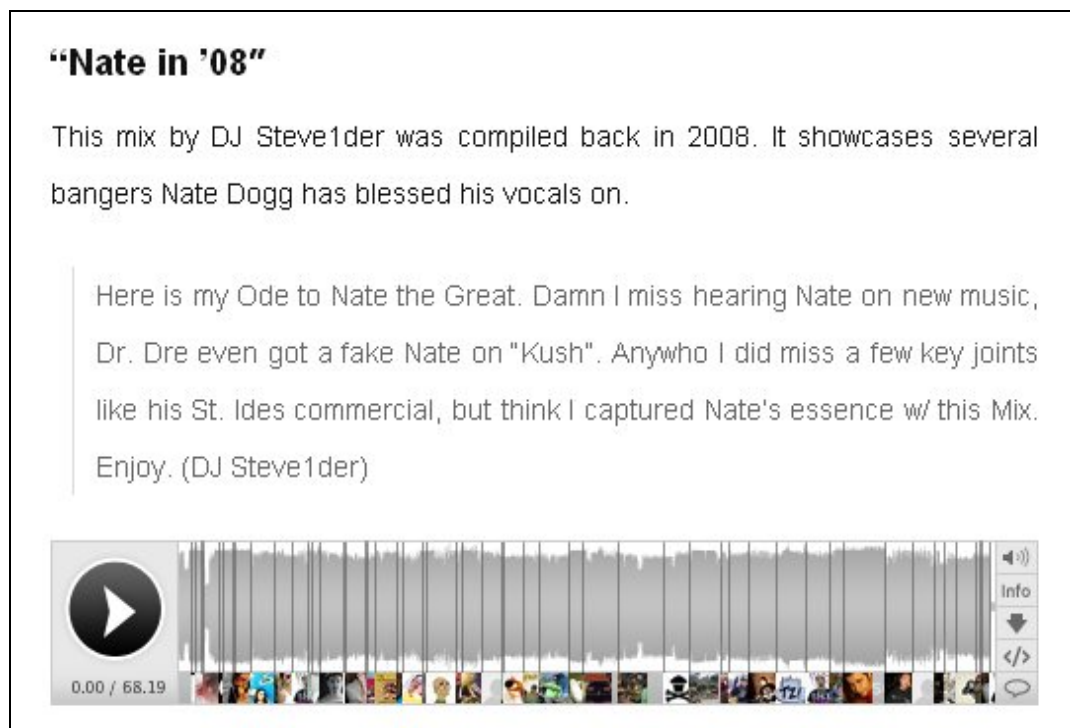 “Nate in ’08”
This mix by DJ Steve1der was compiled back in 2008. It showcases several
bangers Nate Dogg has blessed his vocals on.
Here is my Ode to Nate the Great. Damn I miss hearing Nate on new music,
Dr. Dre even got a fake Nate on "Kush". Anywho I did miss a few key joints
like his St. Ides commercial, but think I captured Nate's essence w/ this Mix.
Enjoy. (DJ Steve1der)
Info
</>
0.00 / 68.19